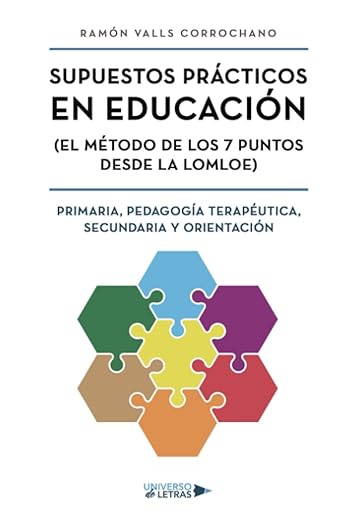 RAMÓN VALLS CORROCHANO
SUPUESTOS PRÁCTICOS
EN EDUCACIÓN
(EL MÉTODO DE LOS 7 PUNTOS
DESDE LA LOMLOE)
PRIMARIA, PEDAGOGÍA TERAPÉUTICA,
SECUNDARIA Y ORIENTACIÓN
UNIVERSO
de LETRAS